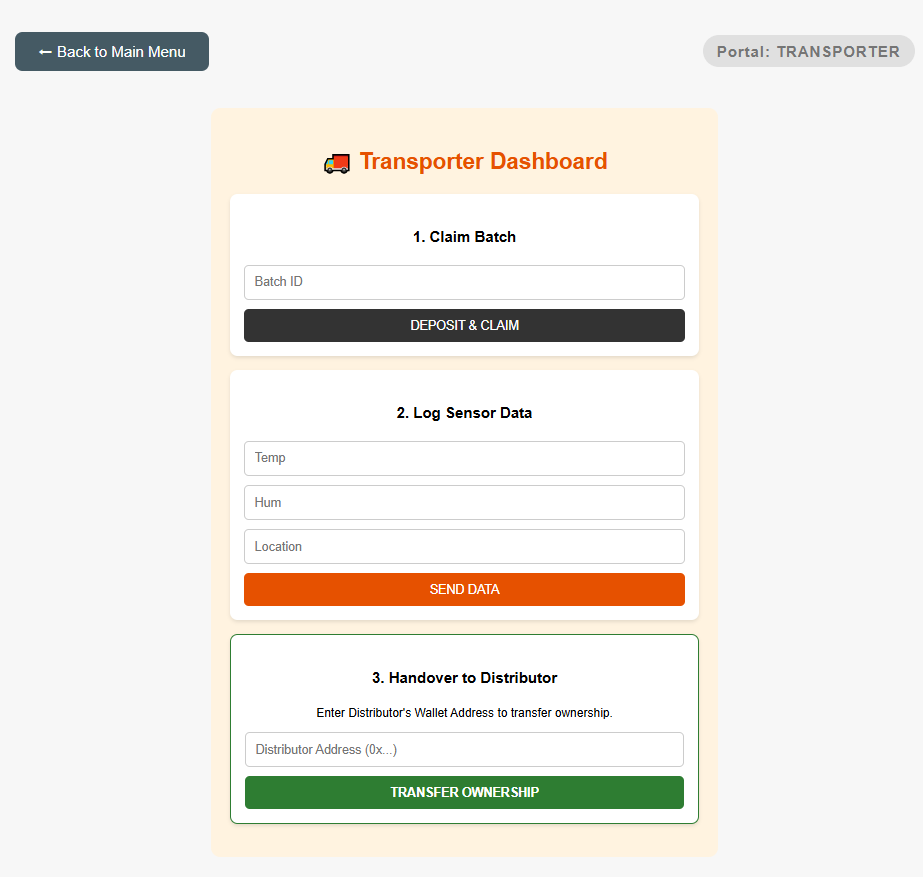 ← Back to Main Menu
Portal: TRANSPORTER
Transporter Dashboard
1. Claim Batch
Batch ID
DEPOSIT & CLAIM
2. Log Sensor Data
Temp
Hum
Location
SEND DATA
3. Handover to Distributor
Enter Distributor's Wallet Address to transfer ownership.
Distributor Address (0x...)
TRANSFER OWNERSHIP